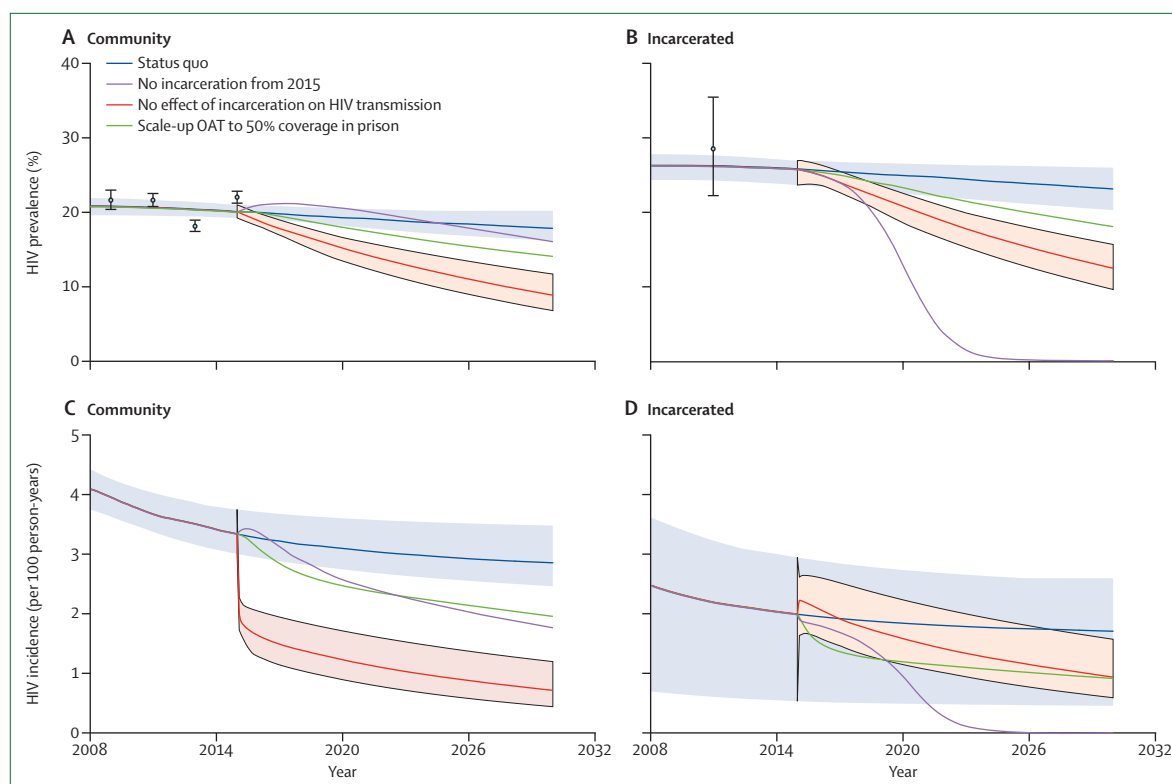 A Community
Status quo
No incarceration from 2015
No effect of incarceration on HIV transmission
Scale-up OAT to 50% coverage in prison
HIV prevalence (%)
40
30
20
10
0
B Incarcerated
C Community
HIV incidence (per 100 person-years)
5
4
3
2
1
0
2008
2014
2020
2026
2032
Year
D Incarcerated
2008
2014
2020
2026
2032
Year